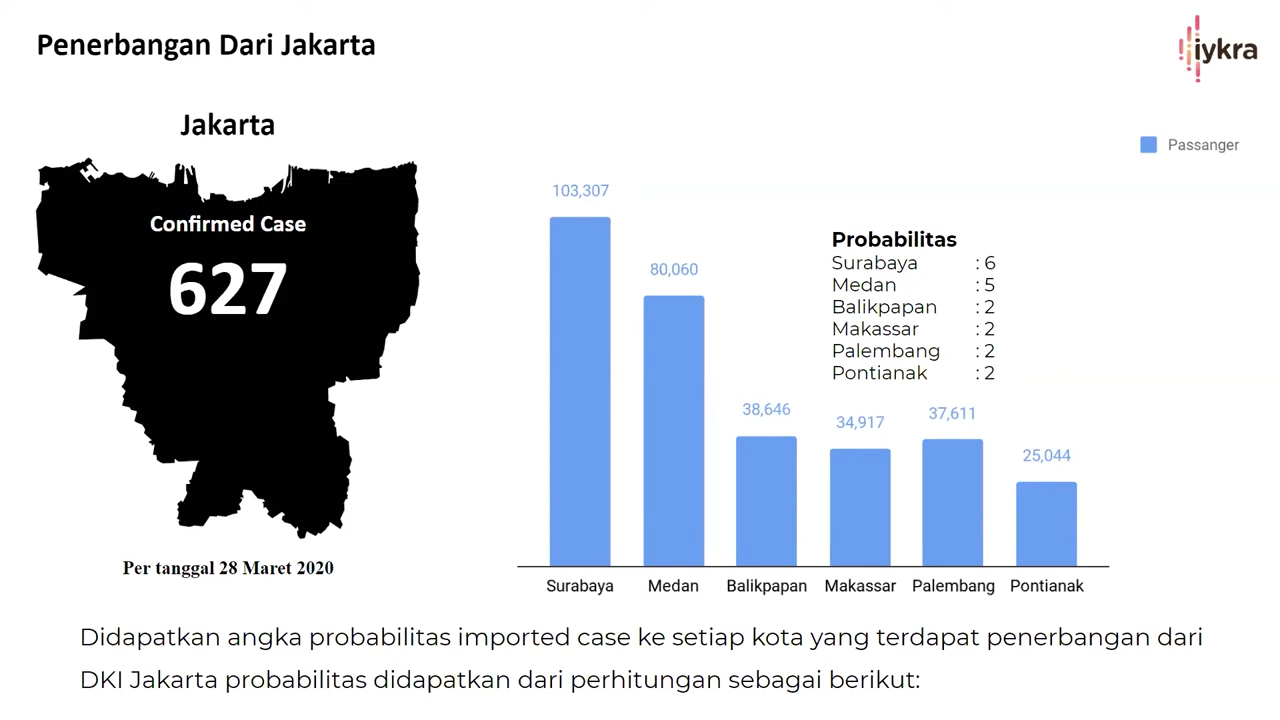 Penerbangan Dari Jakarta
iykra
Jakarta
Confirmed Case
627
Per tanggal 28 Maret 2020
Passanger
103,307
80,060
38,646
34,917
37,611
25,044
Probabilitas
Surabaya : 6
Medan : 5
Balikpapan : 2
Makassar : 2
Palembang : 2
Pontianak : 2
Surabaya
Medan
Balikpapan
Makassar
Palembang
Pontianak
Didapatkan angka probabilitas imported case ke setiap kota yang terdapat penerbangan dari
DKI Jakarta probabilitas didapatkan dari perhitungan sebagai berikut: